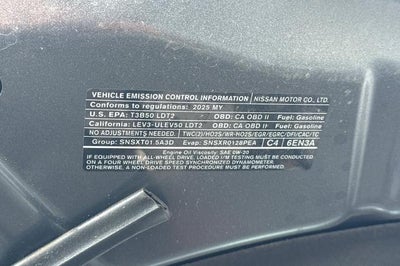 VEHICLE EMISSION CONTROL INFORMATION NISSAN MOTOR CO., LTD.
Conforms to regulations: 2025 MY
U.S. EPA: T3B50 LDT2 OBD: CA OBD II Fuel: Gasoline
California: LEV3-ULEV50 LDT2 OBD: CA OBD II Fuel: Gasoline
NO ADJUSTMENTS NEEDED. TWC(2)/HO2S/WR-HO2S/EGR/EGRC/DFI/CAC/TC
Group: SNSXT01.5A3D Evap: SNSXR0128PEA C4 6EN3A
Engine Oil Viscosity: SAE 0W-20
IF EQUIPPED WITH ALL-WHEEL DRIVE, LOADED I/M TESTING MUST BE CONDUCTED
ON A FOUR WHEEL DRIVE SPEED SYNCHRONIZED DYNAMOMETER.
OTHERWISE, A NON-LOADED TEST PROCEDURE MUST BE CONDUCTED.